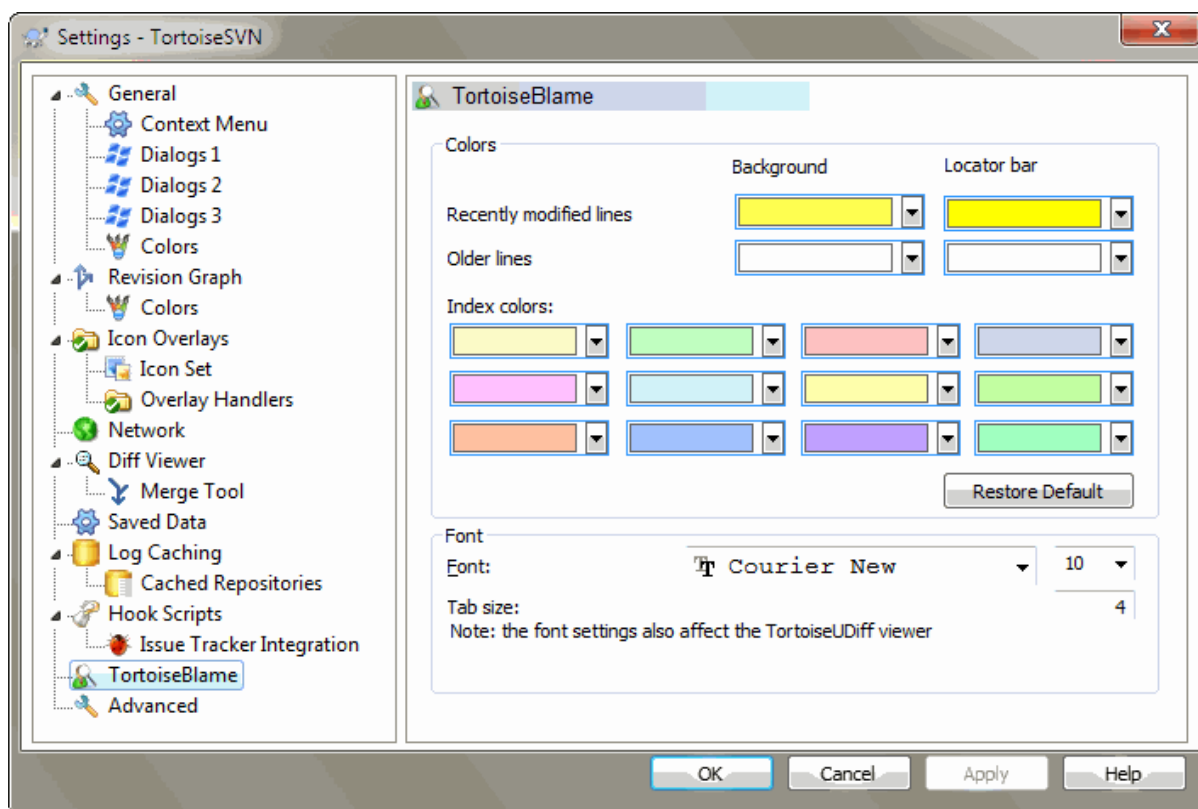 Settings - TortoiseSVN
General
Context Menu
Dialogs 1
Dialogs 2
Dialogs 3
Colors
Revision Graph
Colors
Icon Overlays
Icon Set
Overlay Handlers
Network
Diff Viewer
Merge Tool
Saved Data
Log Caching
Cached Repositories
Hook Scripts
Issue Tracker Integration
TortoiseBlame
Advanced
TortoiseBlame
Colors
Background Locator bar
Recently modified lines
Older lines
Index colors:
Restore Default
Font
Font: Courier New 10
Tab size: 4
Note: the font settings also affect the TortoiseUDiff viewer
OK Cancel Apply Help